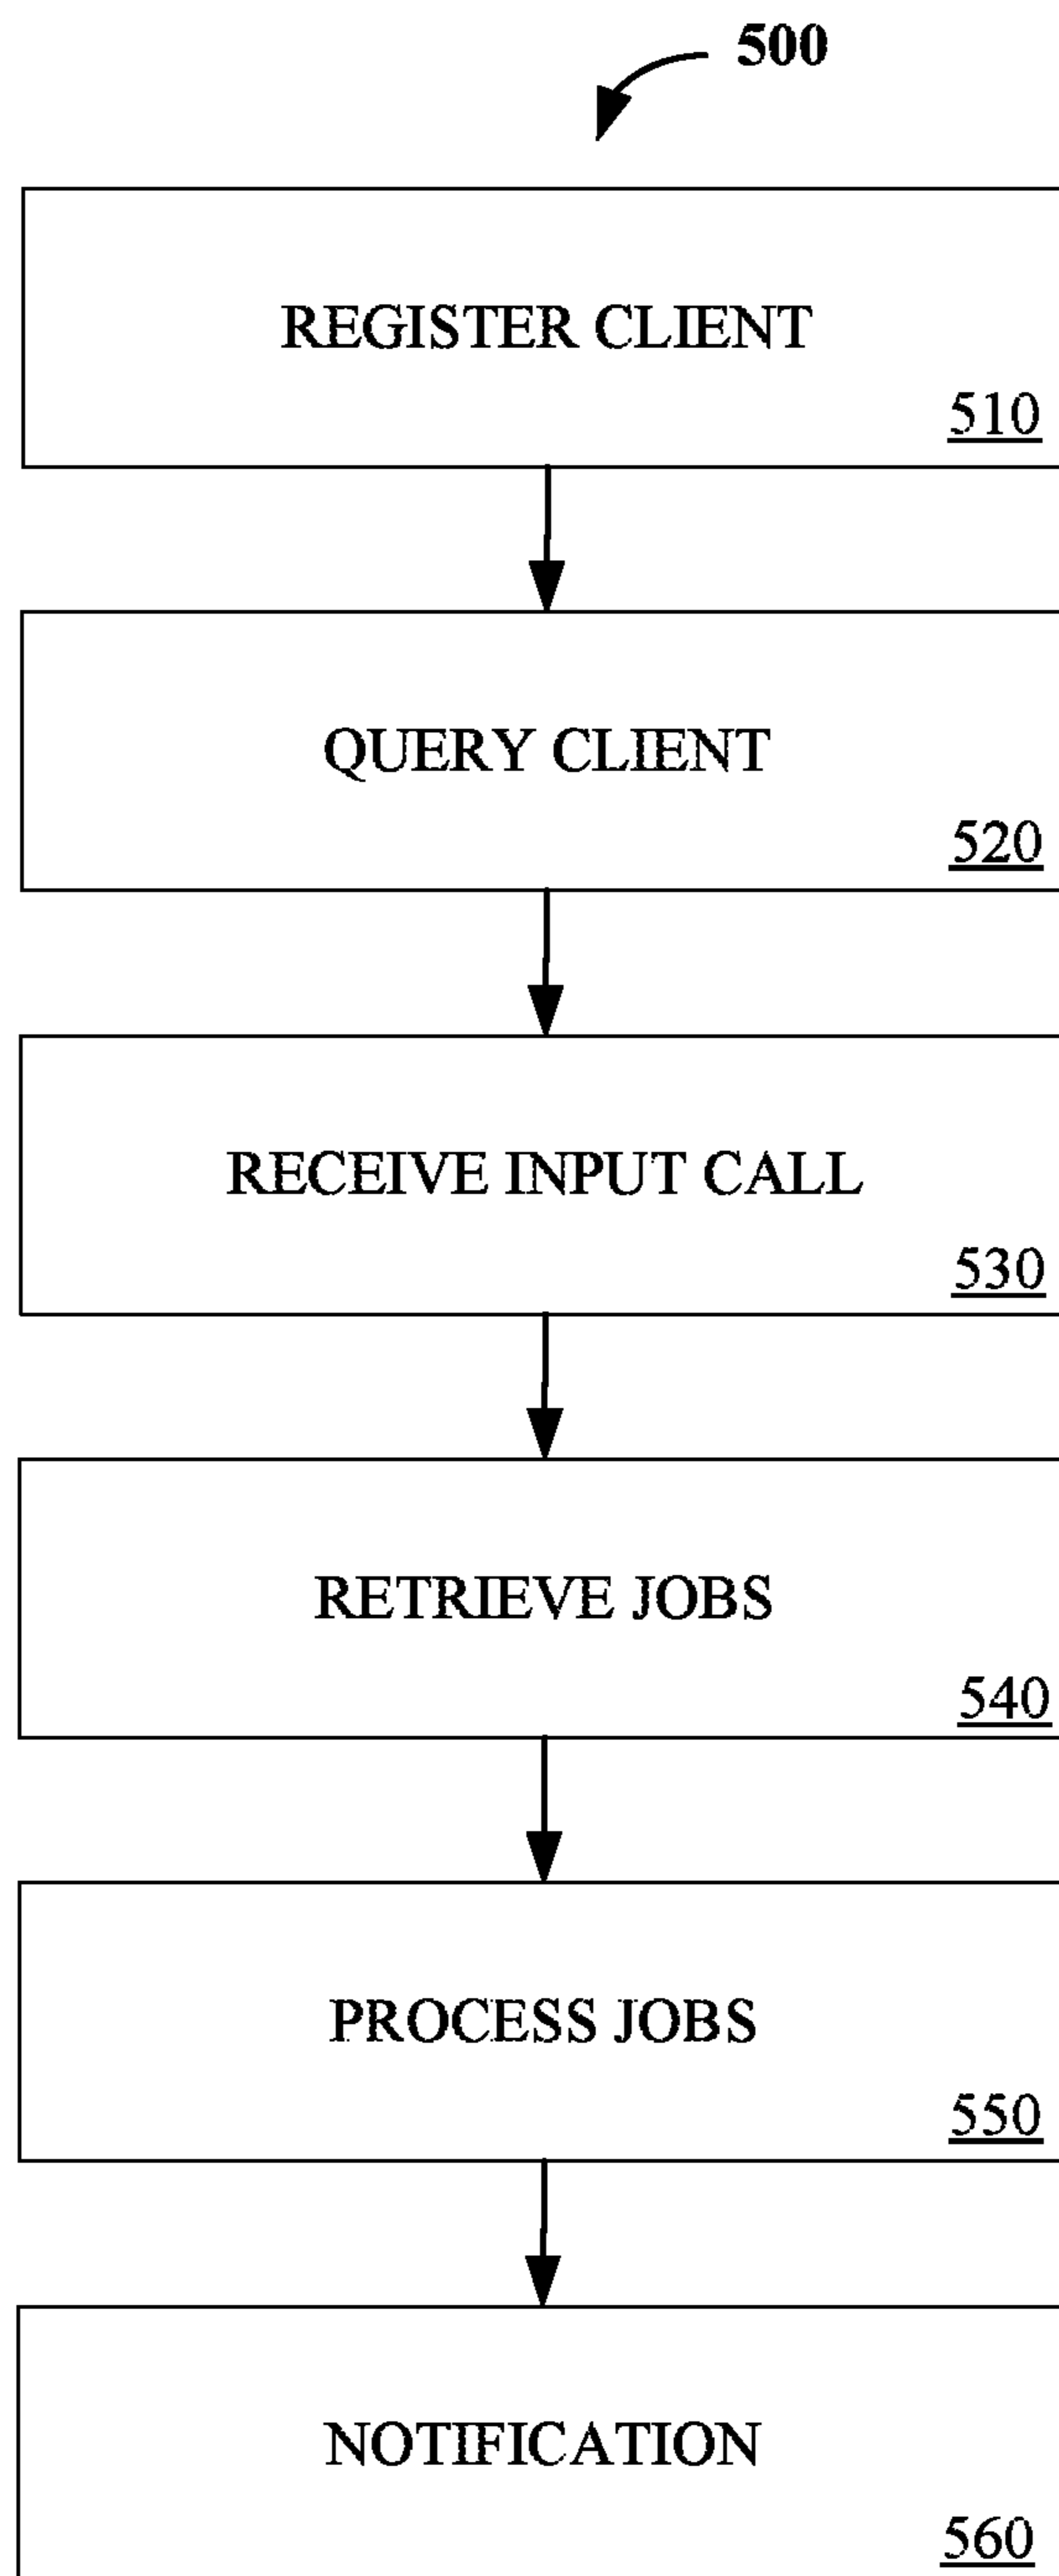 500
REGISTER CLIENT
510
QUERY CLIENT
520
RECEIVE INPUT CALL
530
RETRIEVE JOBS
540
PROCESS JOBS
550
NOTIFICATION
560